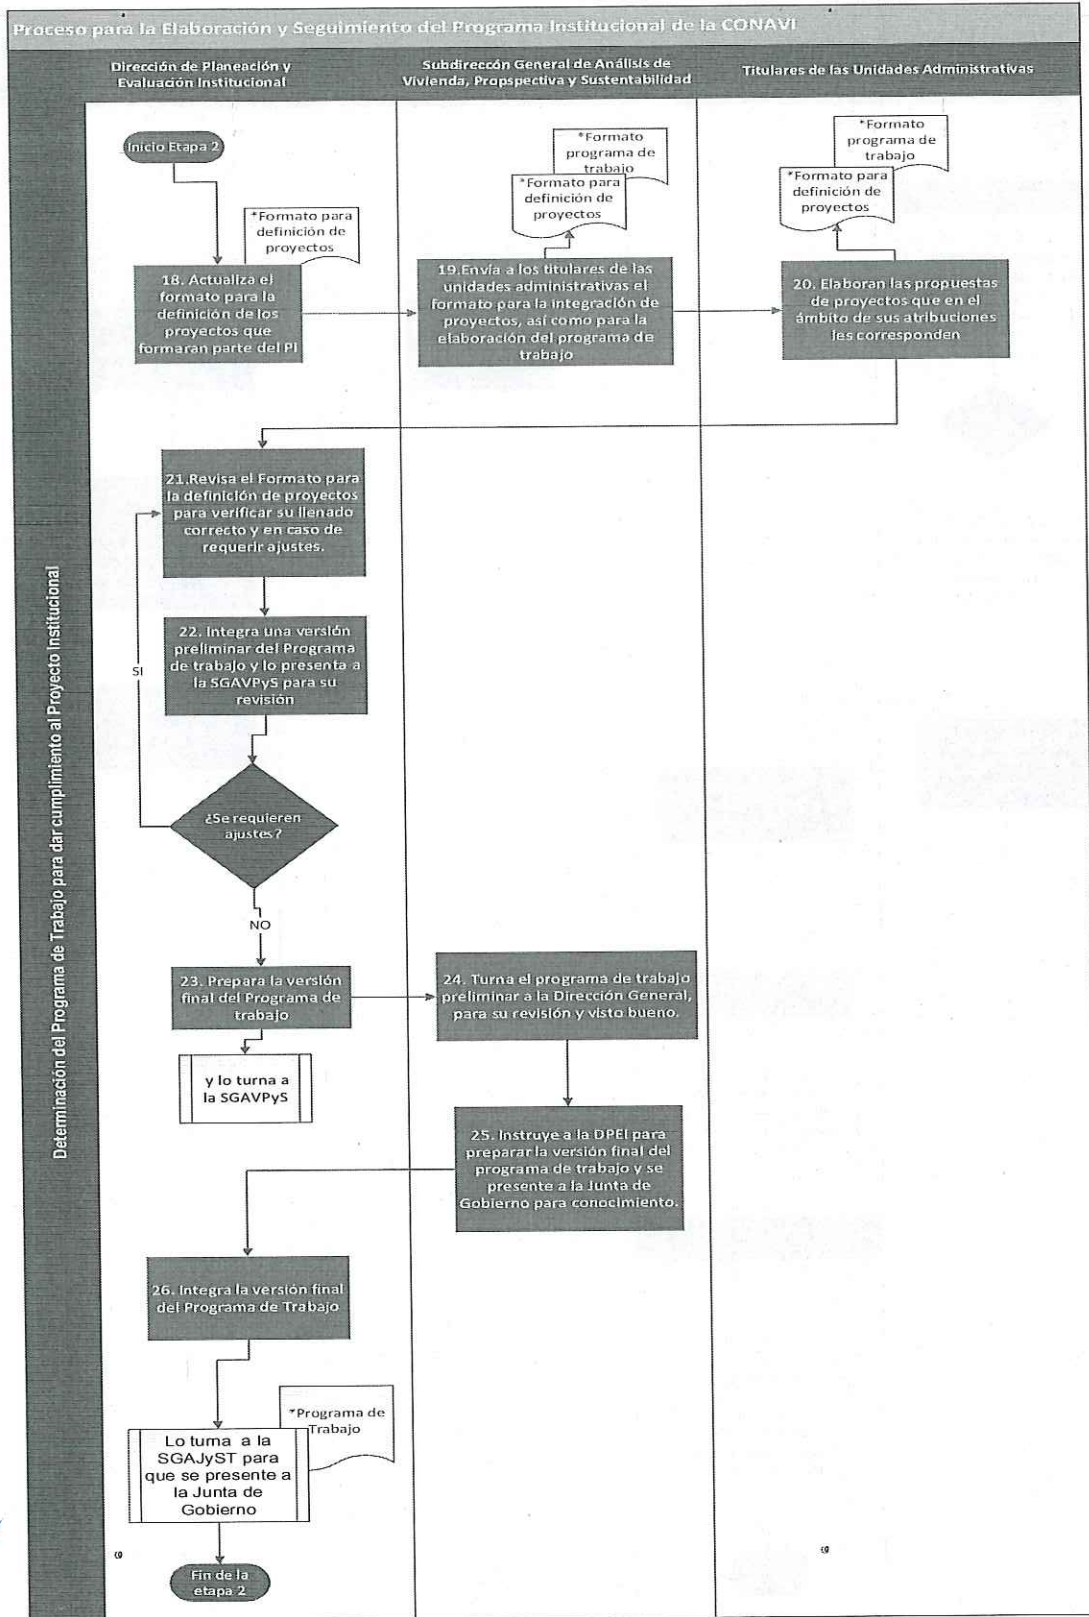 Proceso para la Elaboración y Seguimiento del Programa Institucional de la CONAVI
Dirección de Planeación y
Evaluación Institucional
Subdireccón General de Análisis de
Vivienda, Propspectiva y Sustentabilidad
Titulares de las Unidades Administrativas
Determinación del Programa de Trabajo para dar cumplimiento al Proyecto Institucional
Inicio Etapa 2
*Formato para
definición de
proyectos
18. Actualiza el
formato para la
definición de los
proyectos que
formaran parte del PI
*Formato
programa de
trabajo
*Formato para
definición de
proyectos
19.Envía a los titulares de las
unidades administrativas el
formato para la integración de
proyectos, así como para la
elaboración del programa de
trabajo
*Formato
programa de
trabajo
*Formato para
definición de
proyectos
20. Elaboran las propuestas
de proyectos que en el
ámbito de sus atribuciones
les corresponden
21.Revisa el Formato para
la definición de proyectos
para verificar su llenado
correcto y en caso de
requerir ajustes.
22. Integra una versión
preliminar del Programa
de trabajo y lo presenta a
la SGAVPyS para su
revisión
SI
¿Se requieren
ajustes?
NO
23. Prepara la versión
final del Programa de
trabajo
y lo turna a
la SGAVPyS
24. Turna el programa de trabajo
preliminar a la Dirección General,
para su revisión y visto bueno.
25. Instruye a la DPEI para
preparar la versión final del
programa de trabajo y se
presente a la Junta de
Gobierno para conocimiento.
26. Integra la versión final
del Programa de Trabajo
*Programa de
Trabajo
Lo turna a la
SGAJyST para
que se presente a
la Junta de
Gobierno
Fin de la
etapa 2